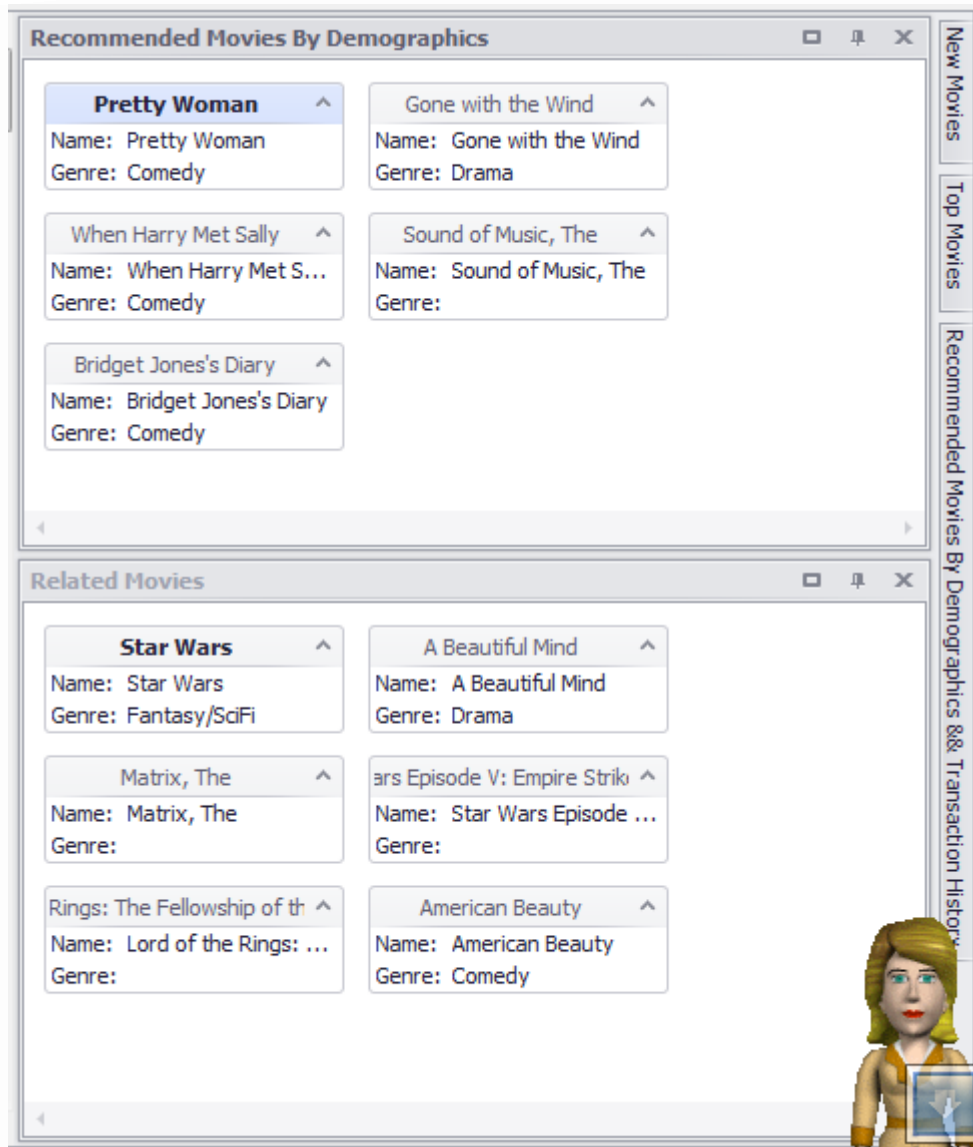 Recommended Movies By Demographics
Pretty Woman
Name: Pretty Woman
Genre: Comedy
Gone with the Wind
Name: Gone with the Wind
Genre: Drama
When Harry Met Sally
Name: When Harry Met S...
Genre: Comedy
Sound of Music, The
Name: Sound of Music, The
Genre:
Bridget Jones's Diary
Name: Bridget Jones's Diary
Genre: Comedy
Related Movies
Star Wars
Name: Star Wars
Genre: Fantasy/SciFi
A Beautiful Mind
Name: A Beautiful Mind
Genre: Drama
Matrix, The
Name: Matrix, The
Genre:
ars Episode V: Empire Strik
Name: Star Wars Episode ...
Genre:
Rings: The Fellowship of th
Name: Lord of the Rings: ...
Genre:
American Beauty
Name: American Beauty
Genre: Comedy
New Movies
Top Movies
Recommended Movies By Demographics && Transaction History